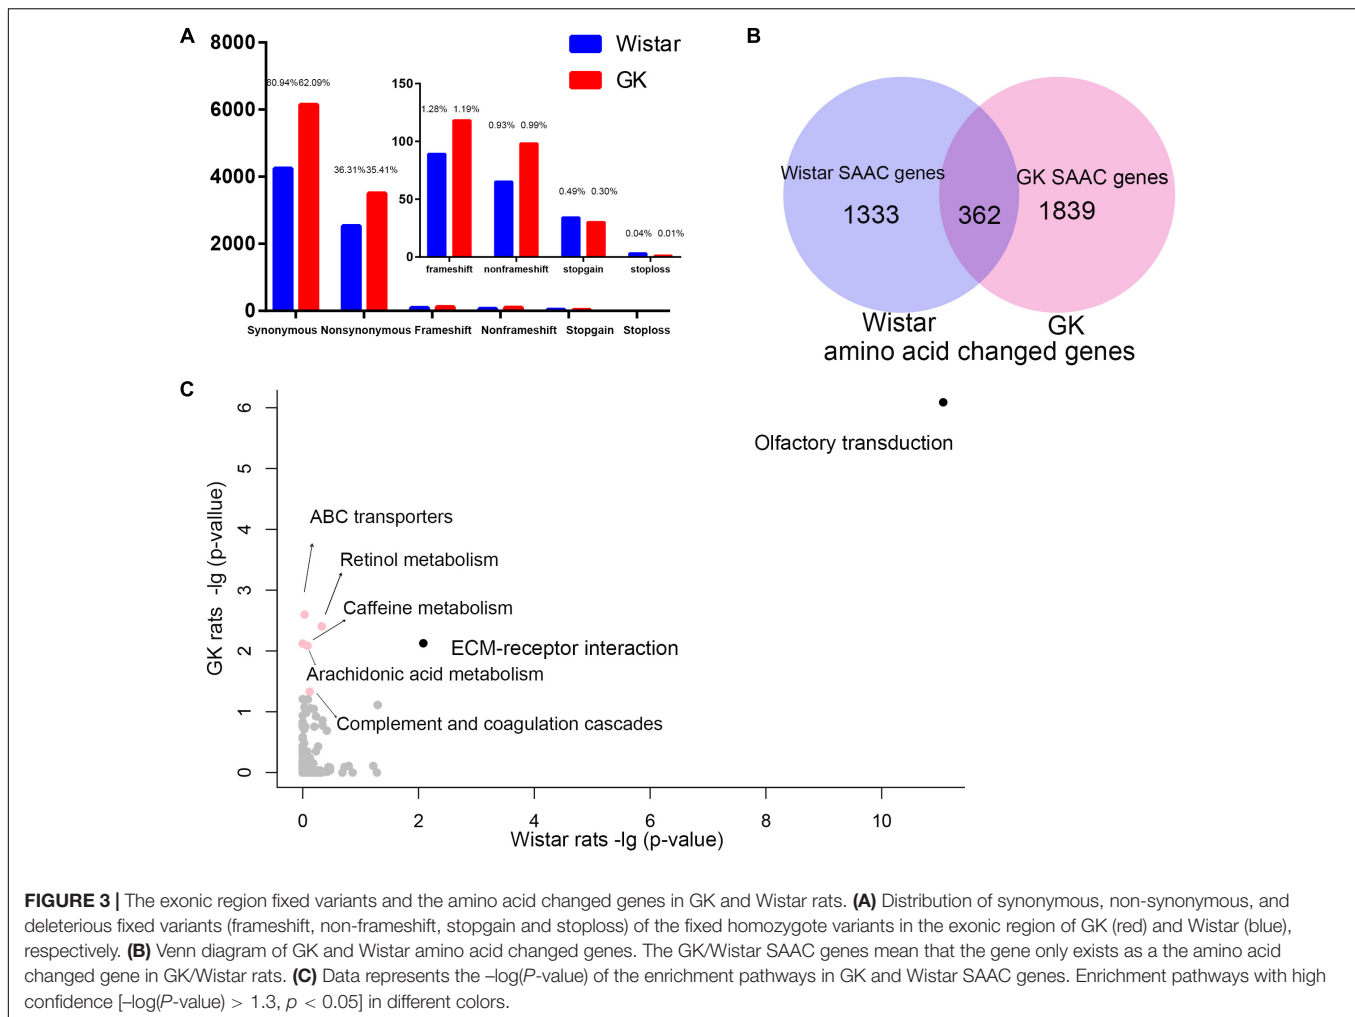 A
Wistar
GK
8000
6000
4000
2000
0
60.94% 62.09%
36.31% 35.41%
150
100
50
0
1.28% 1.19%
0.93% 0.99%
0.49% 0.30%
0.04% 0.01%
frameshift nonframeshift stopgain stoploss
Synonymous Nonsynonymous Frameshift Nonframeshift Stopgain Stoploss
B
Wistar SAAC genes
1333
362
GK SAAC genes
1839
Wistar GK
amino acid changed genes
C
GK rats -lg (p-vallue)
6
5
4
3
2
1
0
Olfactory transduction
ABC transporters
Retinol metabolism
Caffeine metabolism
ECM-receptor interaction
Arachidonic acid metabolism
Complement and coagulation cascades
0 2 4 6 8 10
Wistar rats -lg (p-value)
FIGURE 3 | The exonic region fixed variants and the amino acid changed genes in GK and Wistar rats. (A) Distribution of synonymous, non-synonymous, and
deleterious fixed variants (frameshift, non-frameshift, stopgain and stoploss) of the fixed homozygote variants in the exonic region of GK (red) and Wistar (blue),
respectively. (B) Venn diagram of GK and Wistar amino acid changed genes. The GK/Wistar SAAC genes mean that the gene only exists as a the amino acid
changed gene in GK/Wistar rats. (C) Data represents the –log(P-value) of the enrichment pathways in GK and Wistar SAAC genes. Enrichment pathways with high
confidence [–log(P-value) > 1.3, p < 0.05] in different colors.